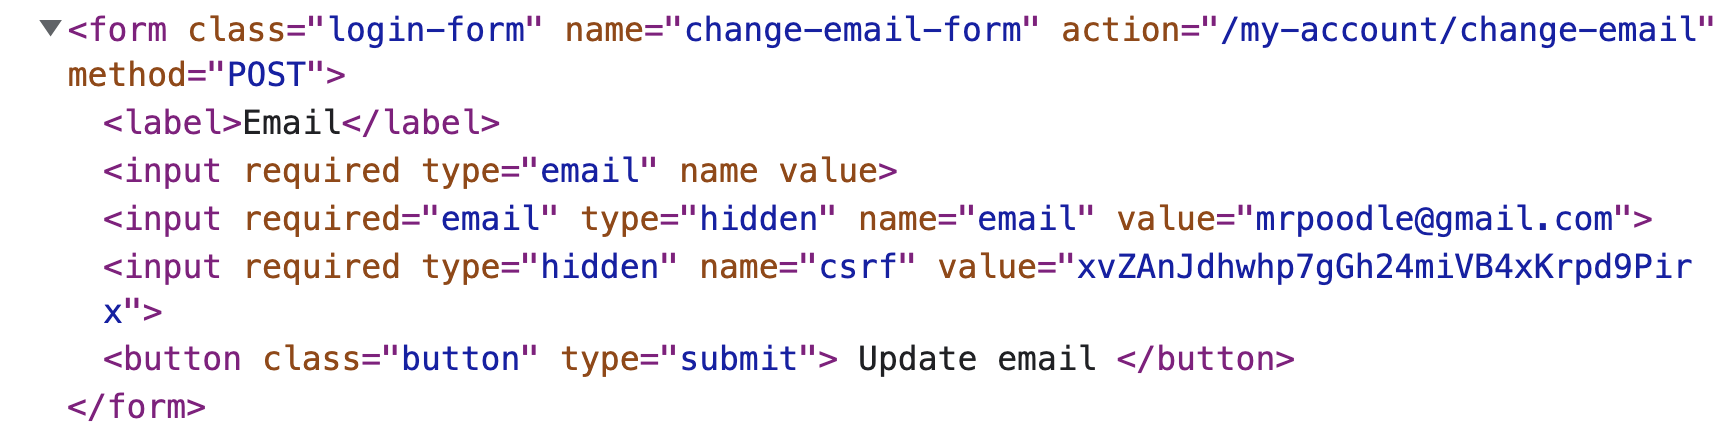 <form class="login-form" name="change-email-form" action="/my-account/change-email"
method="POST">
<label>Email</label>
<input required type="email" name value>
<input required="email" type="hidden" name="email" value="mrpoodle@gmail.com">
<input required type="hidden" name="csrf" value="xvZAnJdhwhp7gGh24miVB4xKrpd9Pir
x">
<button class="button" type="submit"> Update email </button>
</form>